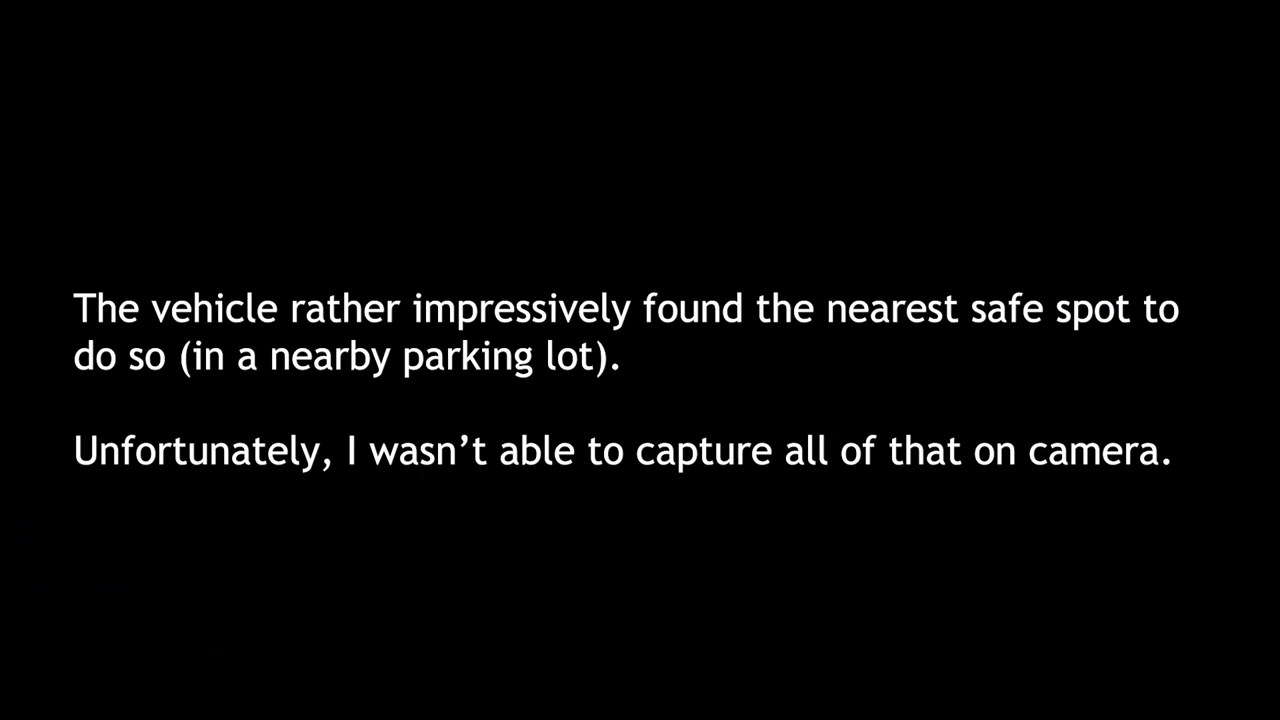 The vehicle rather impressively found the nearest safe spot to
do so (in a nearby parking lot).
Unfortunately, I wasn’t able to capture all of that on camera.